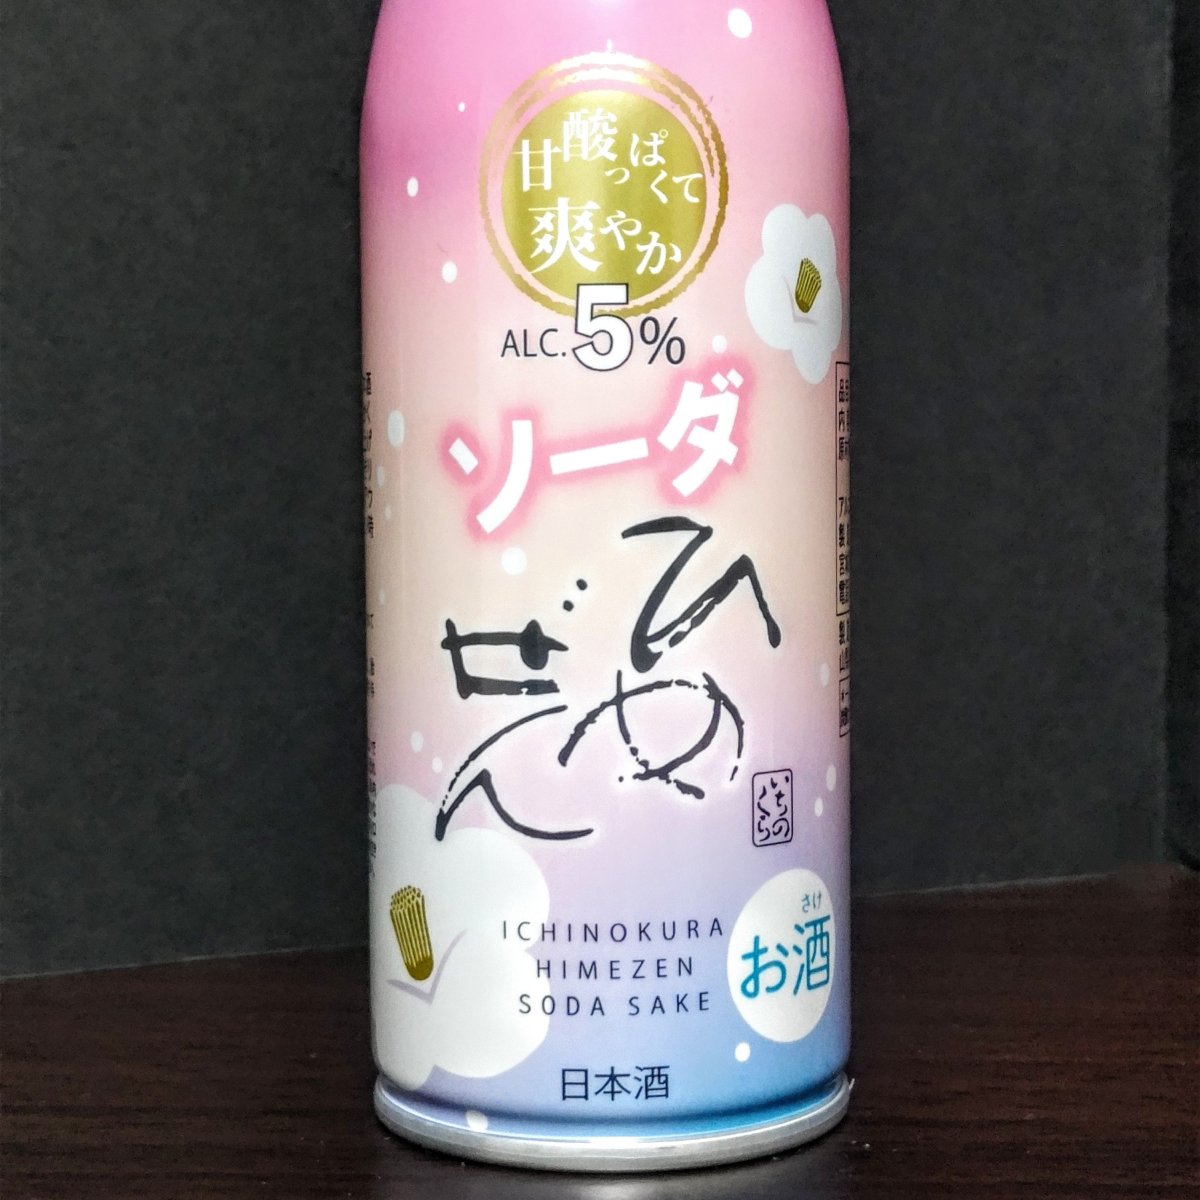 甘酸っぱくて
爽やか
ALC.5%
ソーダ
ひめ
ぜん
いちの
くら
ICHINOKURA
HIMEZEN
SODA SAKE
さけ
お酒
日本酒